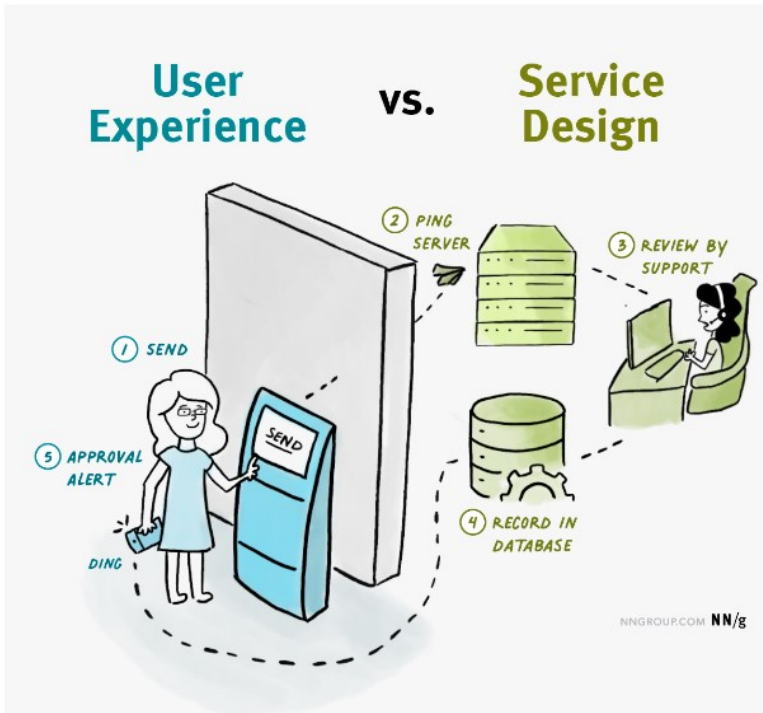 User
Experience
vs.
Service
Design
1 SEND
2 PING
SERVER
3 REVIEW BY
SUPPORT
SEND
5 APPROVAL
ALERT
DING
4 RECORD IN
DATABASE
NNGROUP.COM NN/g